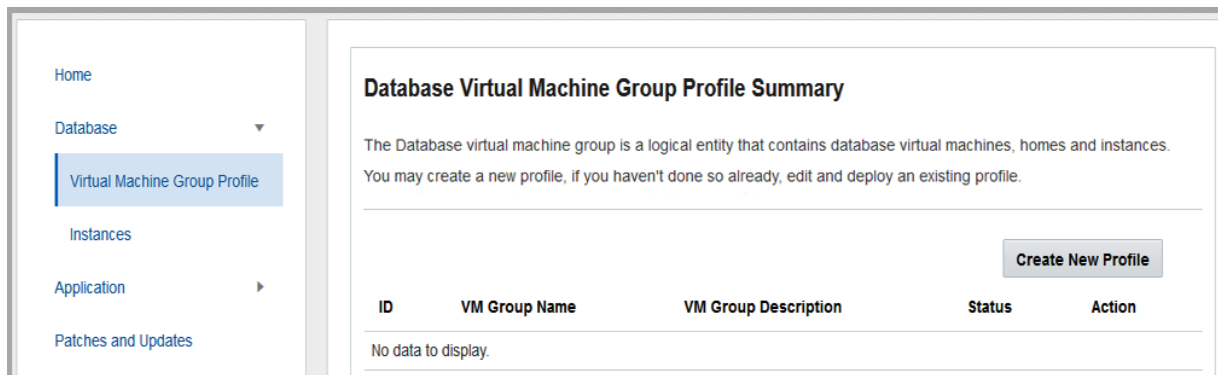 Home
Database
Virtual Machine Group Profile
Instances
Application
Patches and Updates
Database Virtual Machine Group Profile Summary
The Database virtual machine group is a logical entity that contains database virtual machines, homes and instances.
You may create a new profile, if you haven't done so already, edit and deploy an existing profile.
Create New Profile
ID VM Group Name VM Group Description Status Action
No data to display.